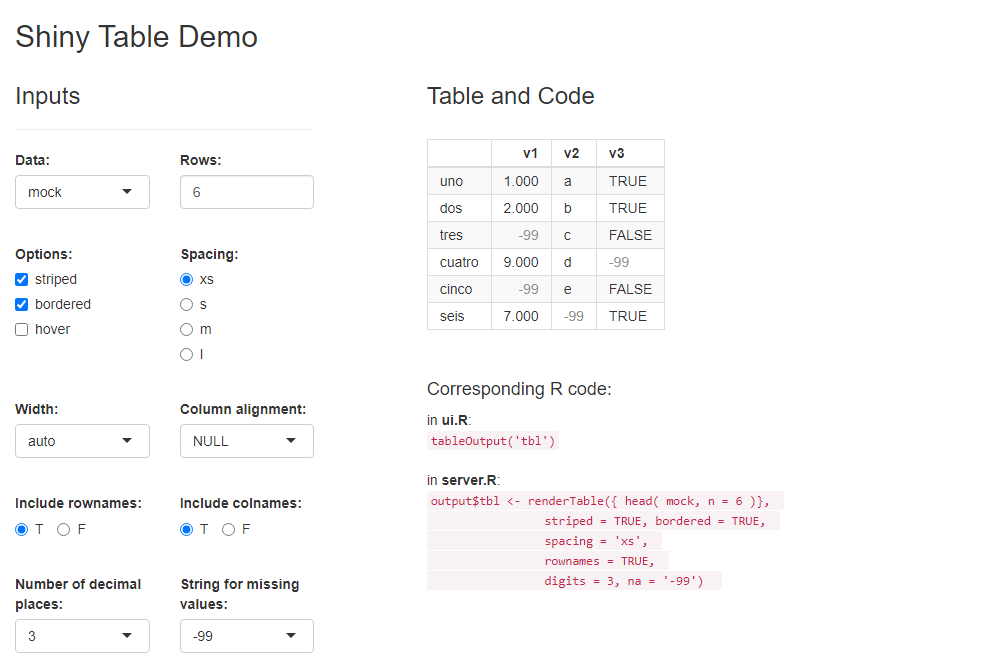 Shiny Table Demo
Inputs
Data: Rows:
mock 6
Options: Spacing:
striped xs
bordered s
hover m
l
Width: Column alignment:
auto NULL
Include rownames: Include colnames:
T F T F
Number of decimal places: String for missing values:
3 -99
Table and Code
v1 v2 v3
uno 1.000 a TRUE
dos 2.000 b TRUE
tres -99 c FALSE
cuatro 9.000 d -99
cinco -99 e FALSE
seis 7.000 -99 TRUE
Corresponding R code:
in ui.R:
tableOutput('tbl')
in server.R:
output$tbl <- renderTable({ head( mock, n = 6 )},
striped = TRUE, bordered = TRUE,
spacing = 'xs',
rownames = TRUE,
digits = 3, na = '-99')